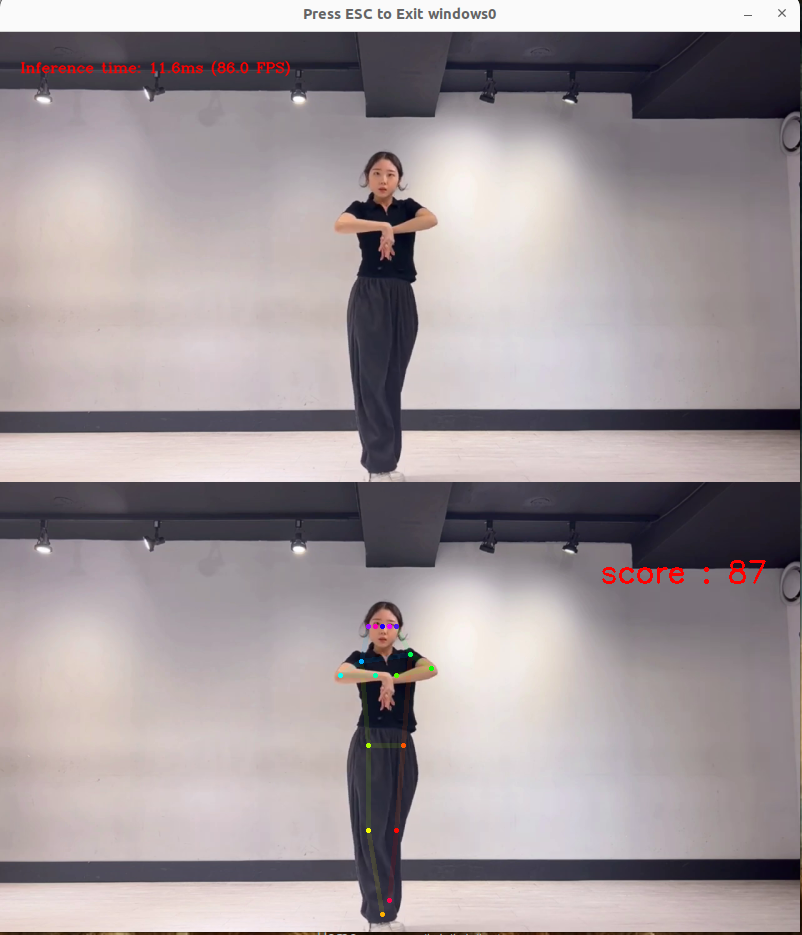 Press ESC to Exit windows0
Inference time: 11.6ms (86.0 FPS)
score : 87